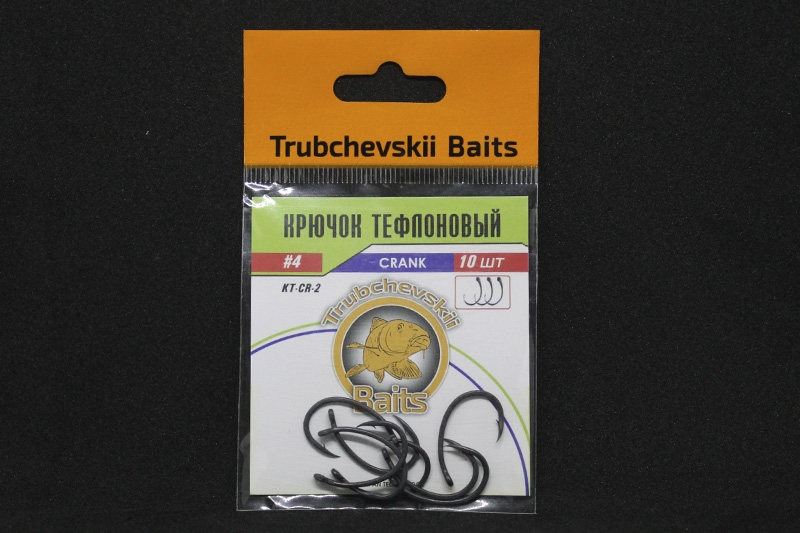 Trubchevskii Baits
КРЮЧОК ТЕФЛОНОВЫЙ
#4
CRANK
10 ШТ
KT-CR-2
Trubchevskii
Baits